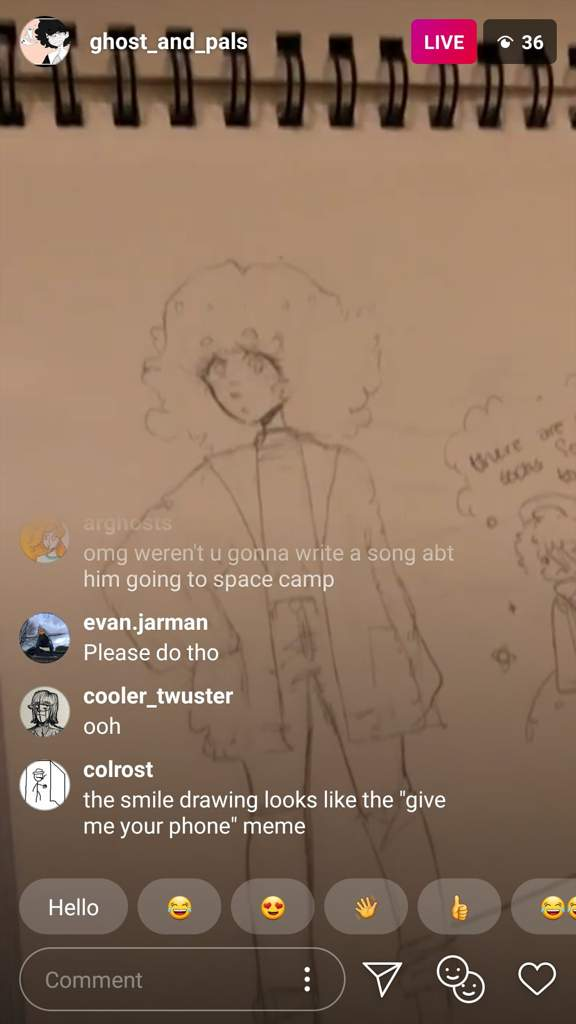 ghost_and_pals
LIVE
36
there are
arghosts
omg weren't u gonna write a song abt
him going to space camp
evan.jarman
Please do tho
cooler_twuster
ooh
colrost
the smile drawing looks like the "give
me your phone" meme
Hello
Comment